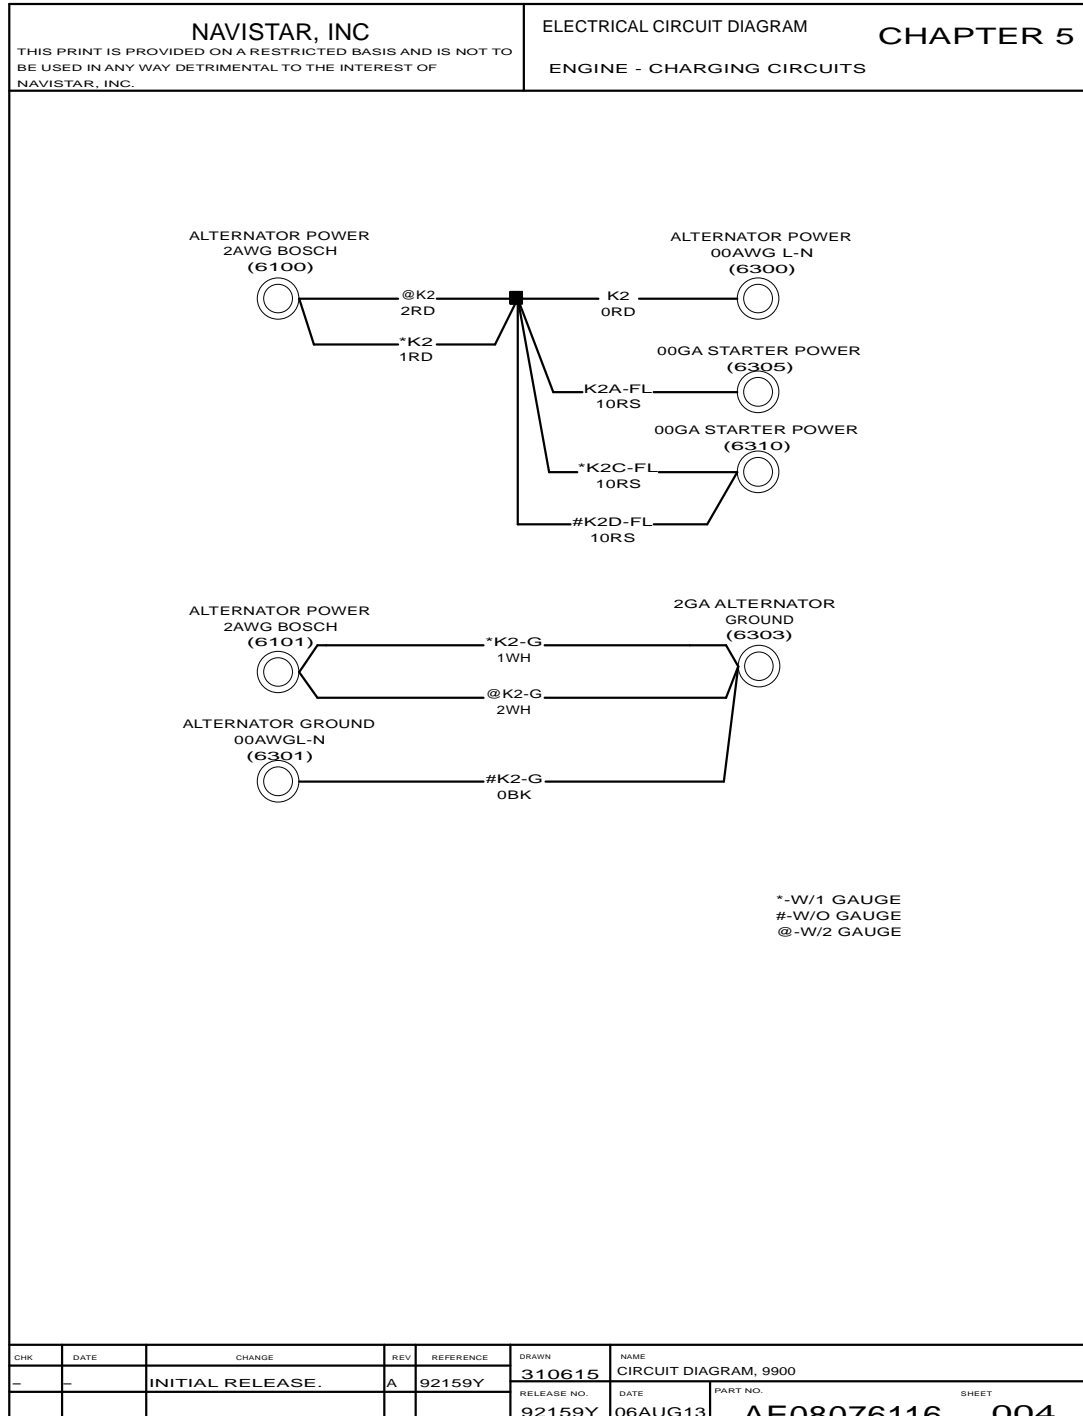 NAVISTAR, INC
THIS PRINT IS PROVIDED ON A RESTRICTED BASIS AND IS NOT TO
BE USED IN ANY WAY DETRIMENTAL TO THE INTEREST OF
NAVISTAR, INC.
ELECTRICAL CIRCUIT DIAGRAM
CHAPTER 5
ENGINE - CHARGING CIRCUITS
ALTERNATOR POWER
2AWG BOSCH
(6100)
ALTERNATOR POWER
00AWG L-N
(6300)
@K2
2RD
K2
0RD
*K2
1RD
00GA STARTER POWER
(6305)
K2A-FL
10RS
00GA STARTER POWER
(6310)
*K2C-FL
10RS
#K2D-FL
10RS
ALTERNATOR POWER
2AWG BOSCH
(6101)
2GA ALTERNATOR
GROUND
(6303)
*K2-G
1WH
@K2-G
2WH
ALTERNATOR GROUND
00AWGL-N
(6301)
#K2-G
0BK
*-W/1 GAUGE
#-W/O GAUGE
@-W/2 GAUGE
CHK DATE CHANGE REV REFERENCE DRAWN NAME
– – INITIAL RELEASE. A 92159Y 310615 CIRCUIT DIAGRAM, 9900
RELEASE NO. DATE PART NO. SHEET
92159Y 06AUG13 AE08076116 004